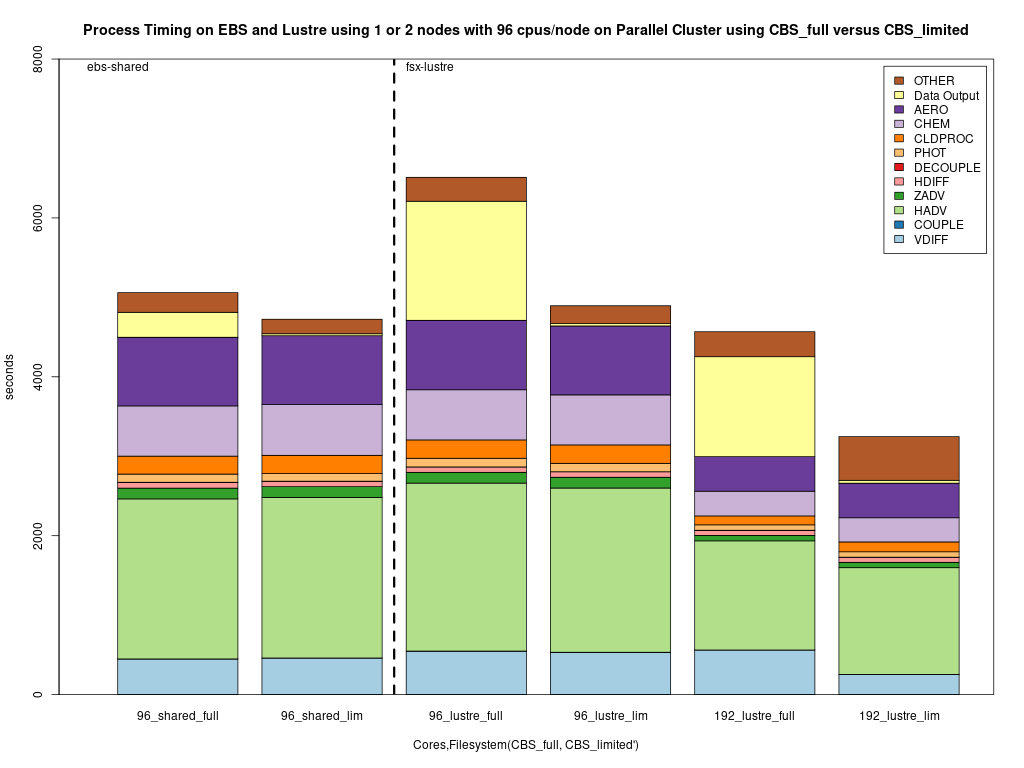 Process Timing on EBS and Lustre using 1 or 2 nodes with 96 cpus/node on Parallel Cluster using CBS_full versus CBS_limited
ebs-shared
fsx-lustre
OTHER
Data Output
AERO
CHEM
CLDPROC
PHOT
DECOUPLE
HDIFF
ZADV
HADV
COUPLE
VDIFF
seconds
8000
6000
4000
2000
0
96_shared_full
96_shared_lim
96_lustre_full
96_lustre_lim
192_lustre_full
192_lustre_lim
Cores,Filesystem(CBS_full, CBS_limited')